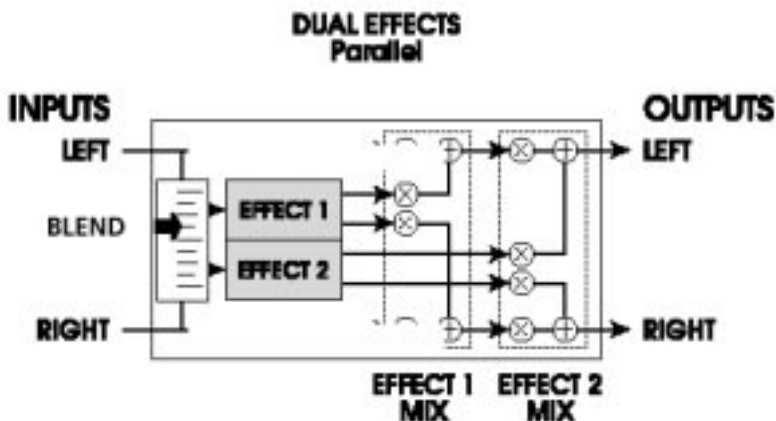 DUAL EFFECTS
Parallel
INPUTS
OUTPUTS
LEFT
LEFT
BLEND
EFFECT 1
EFFECT 2
RIGHT
RIGHT
EFFECT 1
MIX
EFFECT 2
MIX